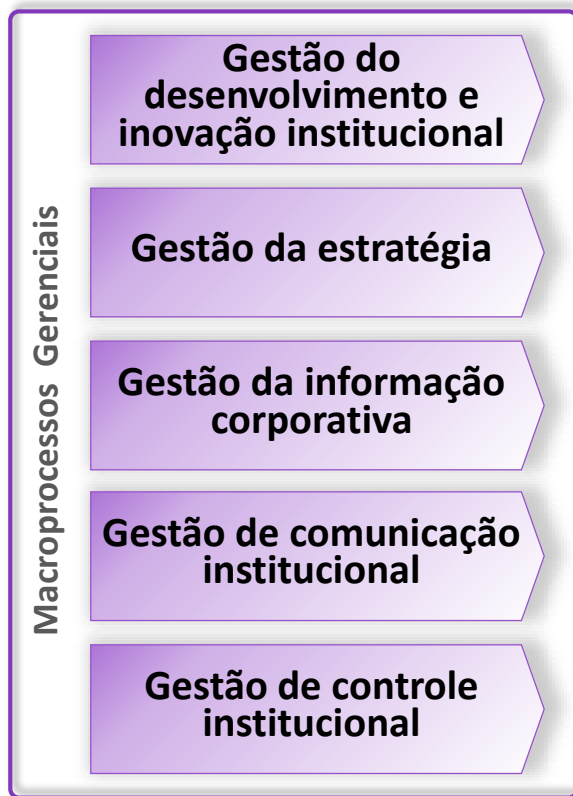 Macroprocessos Gerenciais
Gestão do
desenvolvimento e
inovação institucional
Gestão da estratégia
Gestão da informação
corporativa
Gestão de comunicação
institucional
Gestão de controle
institucional